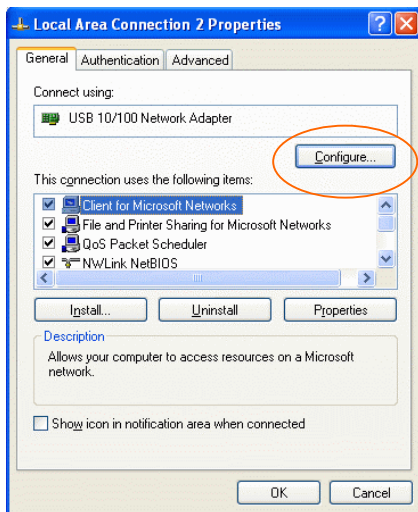 Local Area Connection 2 Properties
General Authentication Advanced
Connect using:
USB 10/100 Network Adapter
Configure...
This connection uses the following items:
Client for Microsoft Networks
File and Printer Sharing for Microsoft Networks
QoS Packet Scheduler
NWLink NetBIOS
Install... Uninstall Properties
Description
Allows your computer to access resources on a Microsoft
network.
Show icon in notification area when connected
OK Cancel